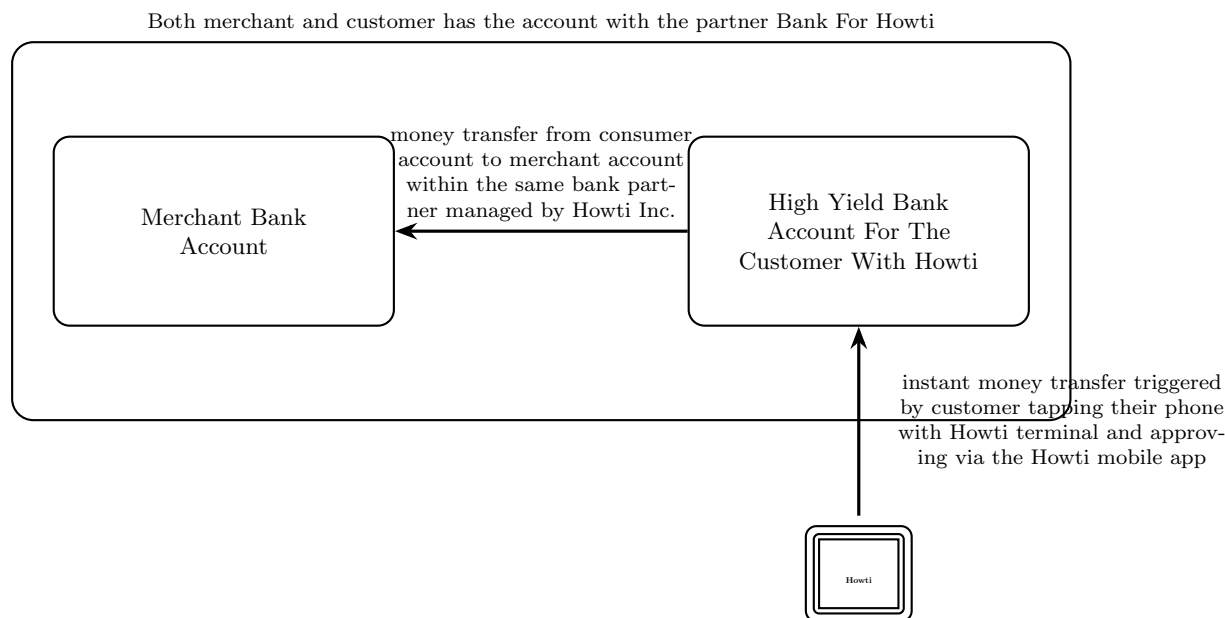 Both merchant and customer has the account with the partner Bank For Howti
money transfer from consumer
account to merchant account
within the same bank part-
ner managed by Howti Inc.
Merchant Bank
Account
High Yield Bank
Account For The
Customer With Howti
instant money transfer triggered
by customer tapping their phone
with Howti terminal and approv-
ing via the Howti mobile app
Howti